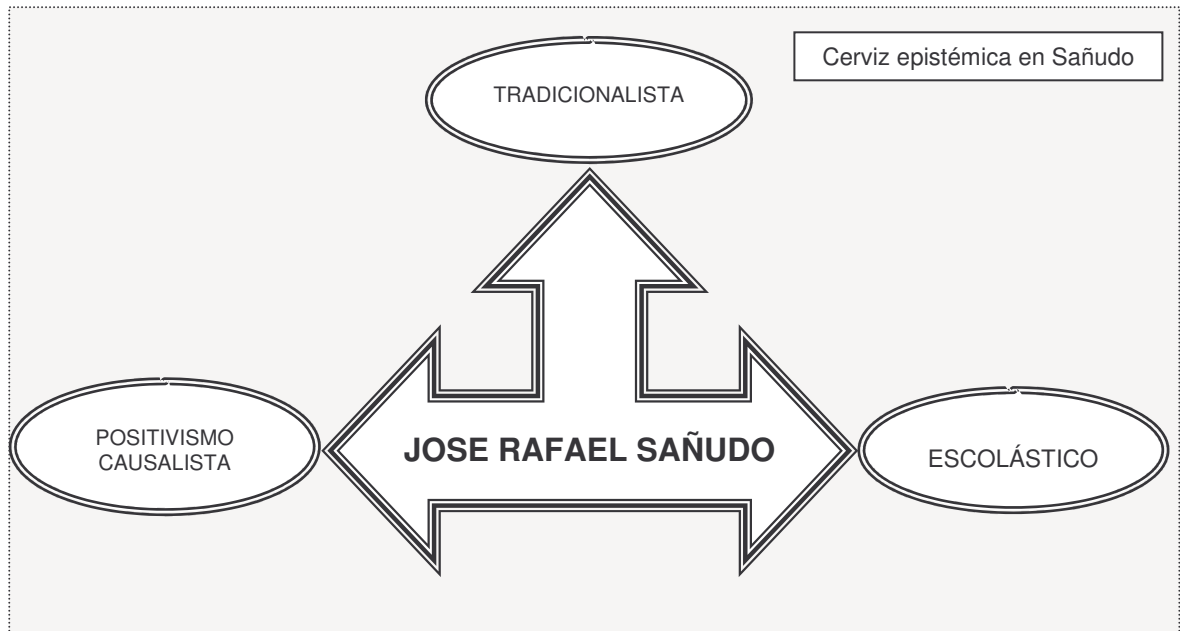 Cerviz epistémica en Sañudo
TRADICIONALISTA
POSITIVISMO
CAUSALISTA
JOSE RAFAEL SAÑUDO
ESCOLÁSTICO